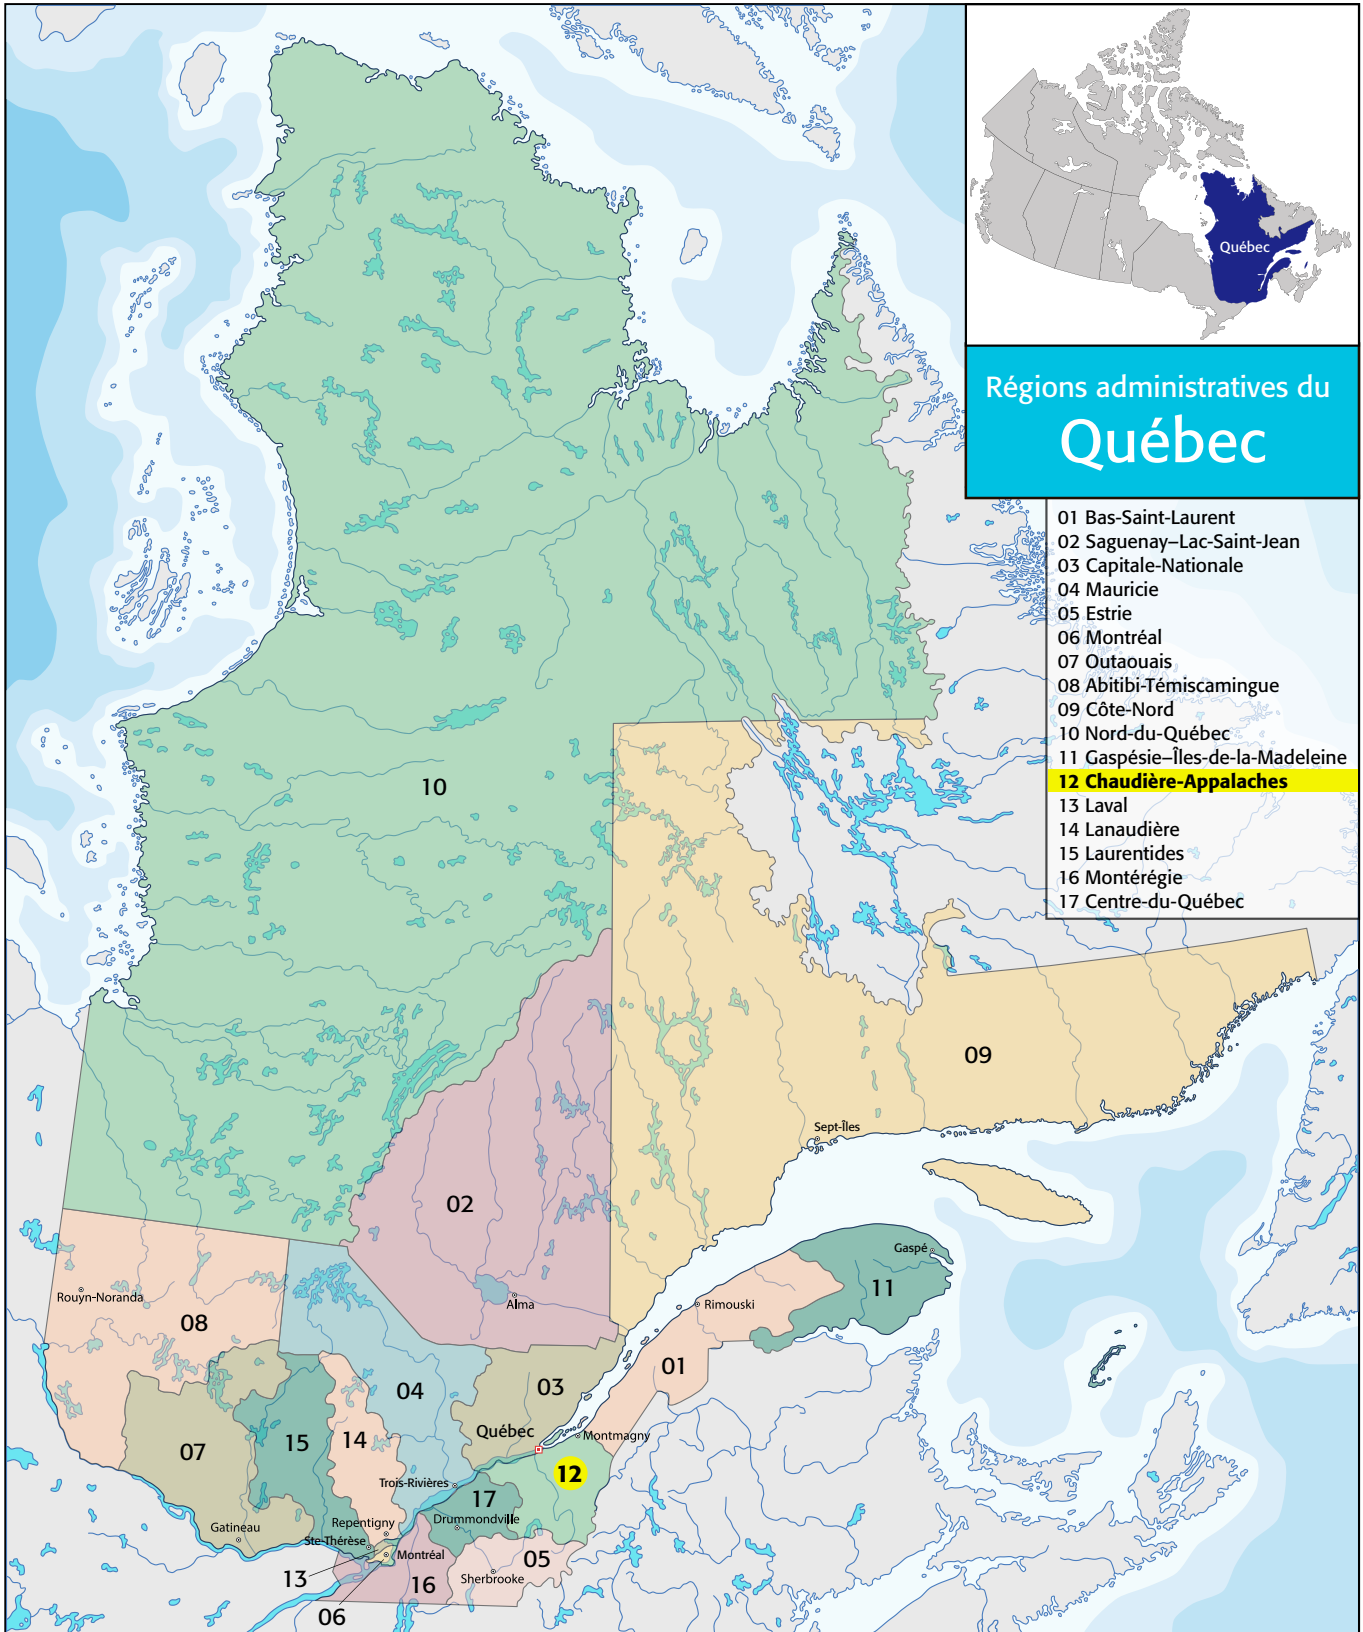 Québec
Régions administratives du
Québec
01 Bas-Saint-Laurent
02 Saguenay–Lac-Saint-Jean
03 Capitale-Nationale
04 Mauricie
05 Estrie
06 Montréal
07 Outaouais
08 Abitibi-Témiscamingue
09 Côte-Nord
10 Nord-du-Québec
11 Gaspésie–Îles-de-la-Madeleine
12 Chaudière-Appalaches
13 Laval
14 Lanaudière
15 Laurentides
16 Montérégie
17 Centre-du-Québec
10
09
Sept-Îles
02
Gaspé
11
Rouyn-Noranda
Alma
Rimouski
08
01
03
04
Québec
Montmagny
14
15
07
12
Trois-Rivières
17
Drummondville
Repentigny
Gatineau
Ste-Thérèse
Montréal
05
Sherbrooke
13
16
06